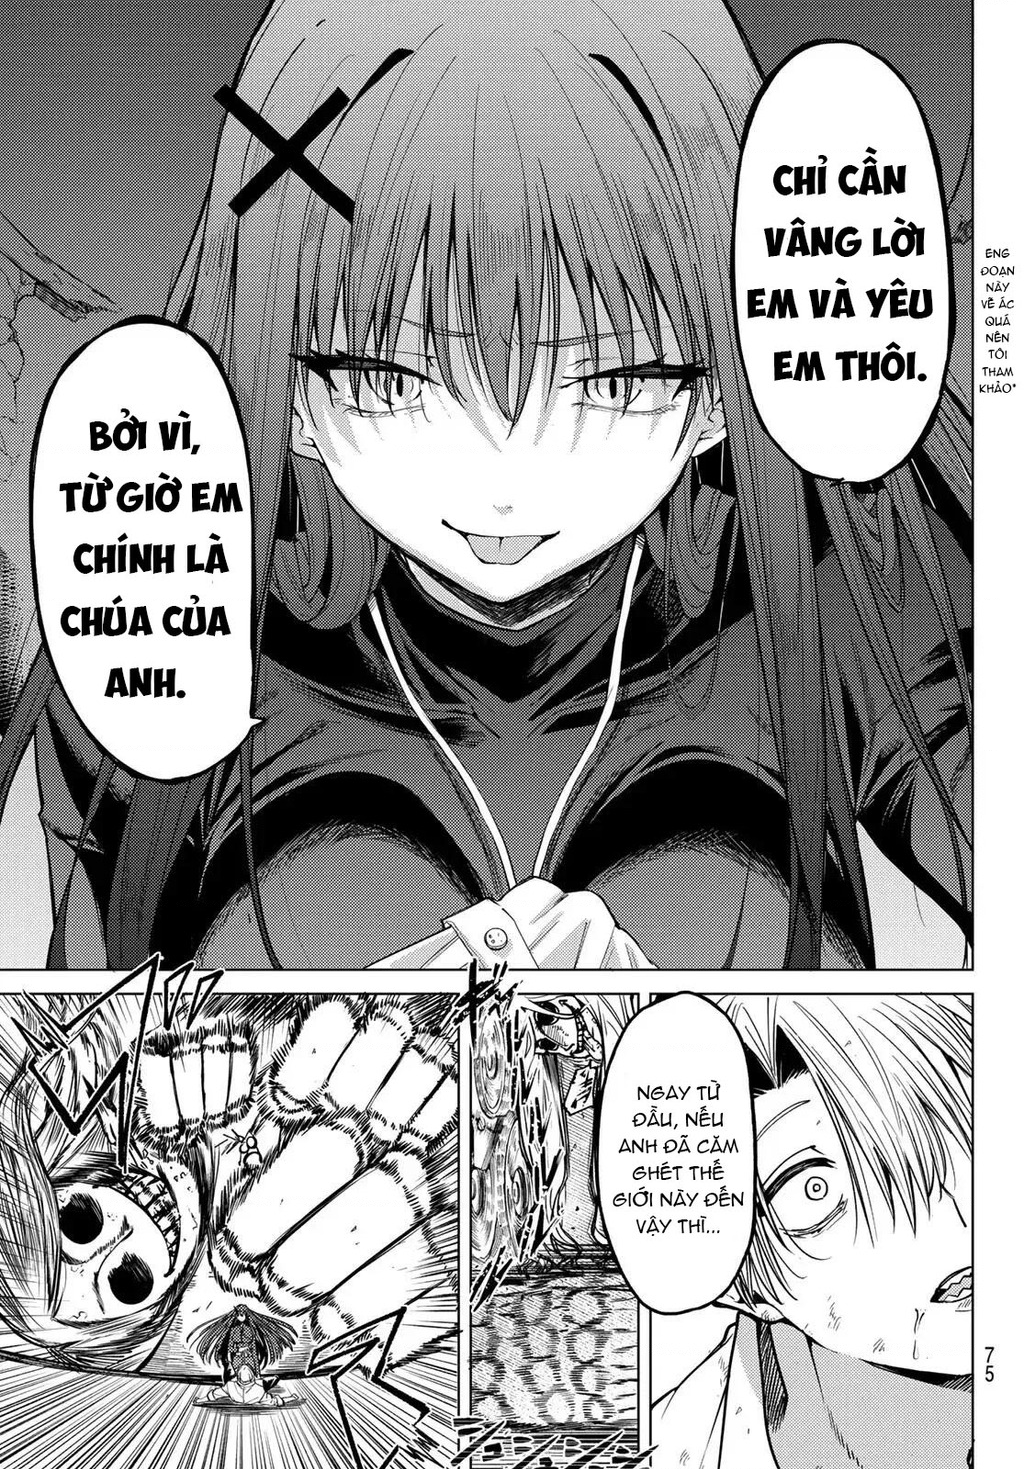 CHỈ CẦN
VÂNG LỜI
EM VÀ YÊU
EM THÔI.
BỞI VÌ,
TỪ GIỜ EM
CHÍNH LÀ
CHÚA CỦA
ANH.
ENG
ĐOẠN
NÀY
VẼ ÁC
QUÁ
NÊN
TÔI
THAM
KHẢO*
NGAY TỪ
ĐẦU, NẾU
ANH ĐÃ CĂM
GHÉT THẾ
GIỚI NÀY ĐẾN
VẬY THÌ...
75